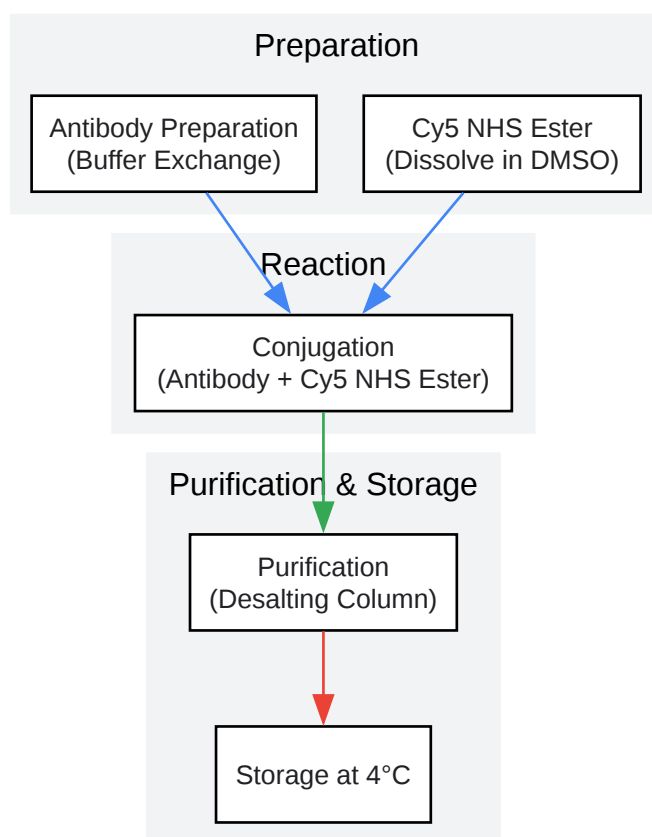 Preparation
Antibody Preparation
(Buffer Exchange)
Cy5 NHS Ester
(Dissolve in DMSO)
Reaction
Conjugation
(Antibody + Cy5 NHS Ester)
Purification & Storage
Purification
(Desalting Column)
Storage at 4°C